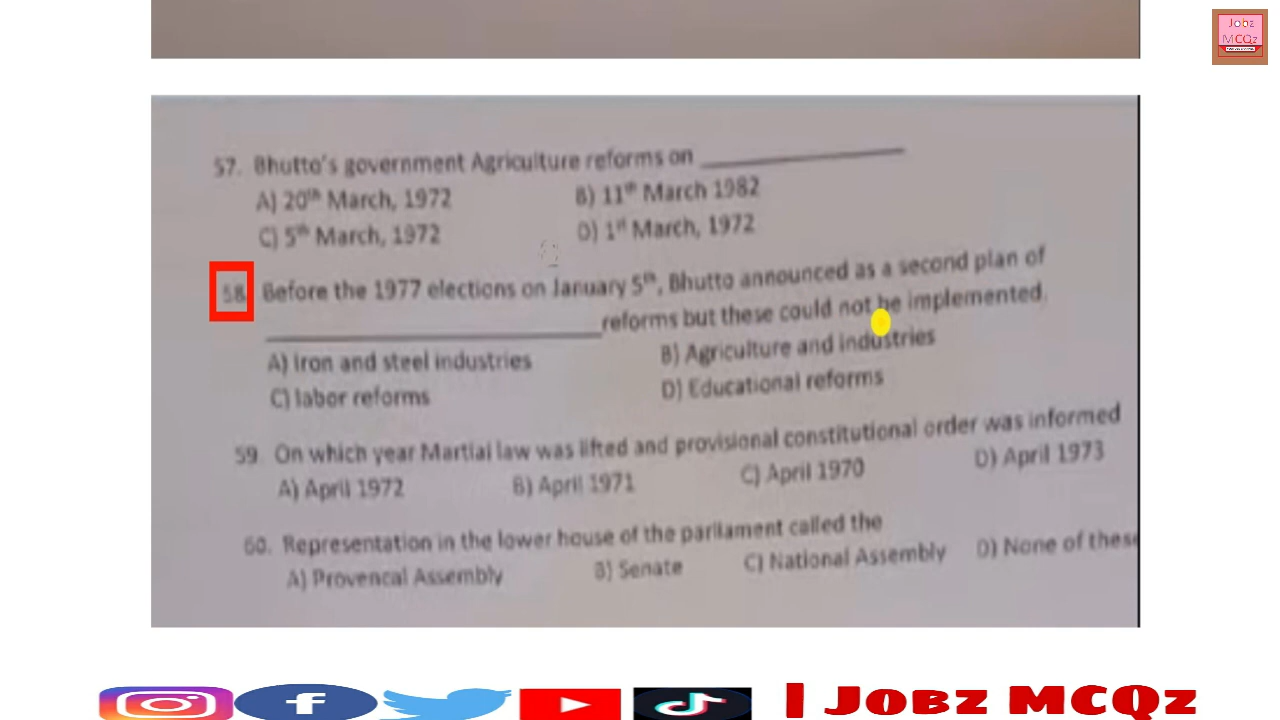 Jobz
MCQz
57. Bhutto's government Agriculture reforms on
A) 20th March, 1972 B) 11th March 1982
C) 5th March, 1972 D) 1st March, 1972
58. Before the 1977 elections on January 5th, Bhutto announced as a second plan of
reforms but these could not be implemented.
A) Iron and steel industries B) Agriculture and industries
C) labor reforms D) Educational reforms
59. On which year Martial law was lifted and provisional constitutional order was informed
A) April 1972 B) April 1971 C) April 1970 D) April 1973
60. Representation in the lower house of the parliament called the
A) Provencal Assembly B) Senate C) National Assembly D) None of these
| Jobz MCQz